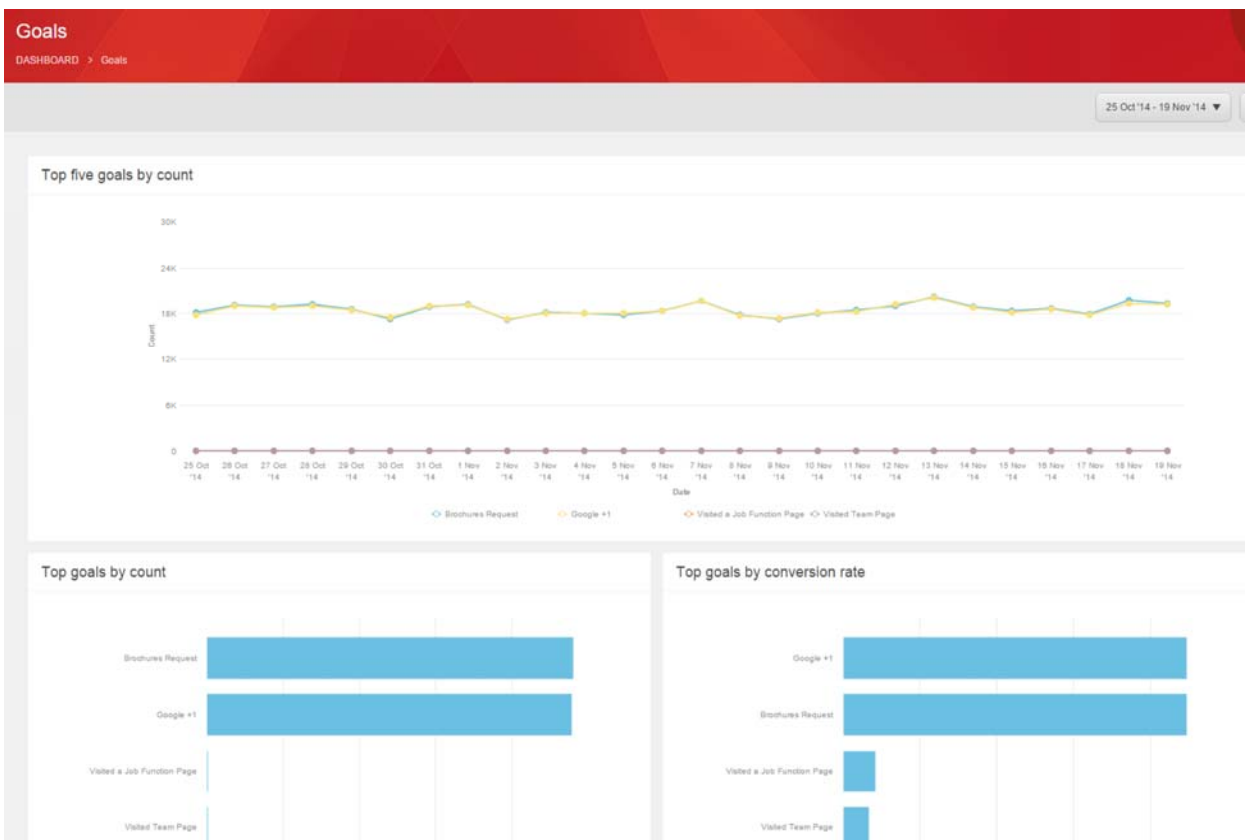 Goals
DASHBOARD > Goals
25 Oct '14 - 19 Nov '14 ▼
Top five goals by count
30K
24K
18K
12K
6K
0
Count
25 Oct 26 Oct 27 Oct 28 Oct 29 Oct 30 Oct 31 Oct 1 Nov 2 Nov 3 Nov 4 Nov 5 Nov 6 Nov 7 Nov 8 Nov 9 Nov 10 Nov 11 Nov 12 Nov 13 Nov 14 Nov 15 Nov 16 Nov 17 Nov 18 Nov 19 Nov
'14 '14 '14 '14 '14 '14 '14 '14 '14 '14 '14 '14 '14 '14 '14 '14 '14 '14 '14 '14 '14 '14 '14 '14 '14 '14
Date
Brochures Request Google +1 Visited a Job Function Page Visited Team Page
Top goals by count
Brochures Request
Google +1
Visited a Job Function Page
Visited Team Page
Top goals by conversion rate
Google +1
Brochures Request
Visited a Job Function Page
Visited Team Page